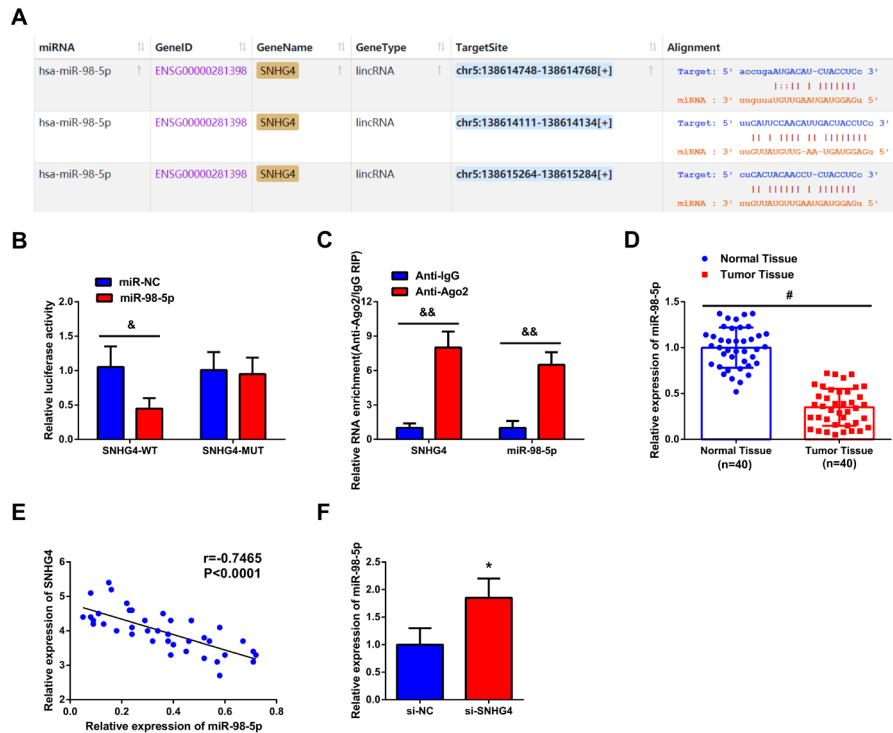 A
miRNA GeneID GeneName GeneType TargetSite Alignment
hsa-miR-98-5p ENSG00000281398 SNHG4 lincRNA chr5:138614748-138614768[+]
Target: 5' accugaAUGACAU-CUACCUCc 3'
|::|| | |||||||
miRNA : 3' uuguuaUGUUGAAUGAUGGAGu 5'
hsa-miR-98-5p ENSG00000281398 SNHG4 lincRNA chr5:138614111-138614134[+]
Target: 5' uuCAUUCCAACAUUGACUACCUCc 3'
|| | |||||| || |||||||||
miRNA : 3' uuGUUAUGUUG-AA-UGAUGGAGu 5'
hsa-miR-98-5p ENSG00000281398 SNHG4 lincRNA chr5:138615264-138615284[+]
Target: 5' cuCACUACAACCU-CUACCUCc 3'
|| |||||| | |||||||
miRNA : 3' uuGUUAUGUUGAAUGAUGGAGu 5'
B
miR-NC
miR-98-5p
Relative luciferase activity
2.0
1.5
1.0
0.5
0.0
&
SNHG4-WT SNHG4-MUT
C
Anti-IgG
Anti-Ago2
Relative RNA enrichment(Anti-Ago2/IgG RIP)
12
9
6
3
0
&&
&&
SNHG4 miR-98-5p
D
Normal Tissue
Tumor Tissue
Relative expression of miR-98-5p
1.5
1.0
0.5
0.0
#
Normal Tissue Tumor Tissue
(n=40) (n=40)
E
r=-0.7465
P<0.0001
Relative expression of SNHG4
6
5
4
3
2
0.0 0.2 0.4 0.6 0.8
Relative expression of miR-98-5p
F
Relative expression of miR-98-5p
2.5
2.0
1.5
1.0
0.5
0.0
*
si-NC si-SNHG4